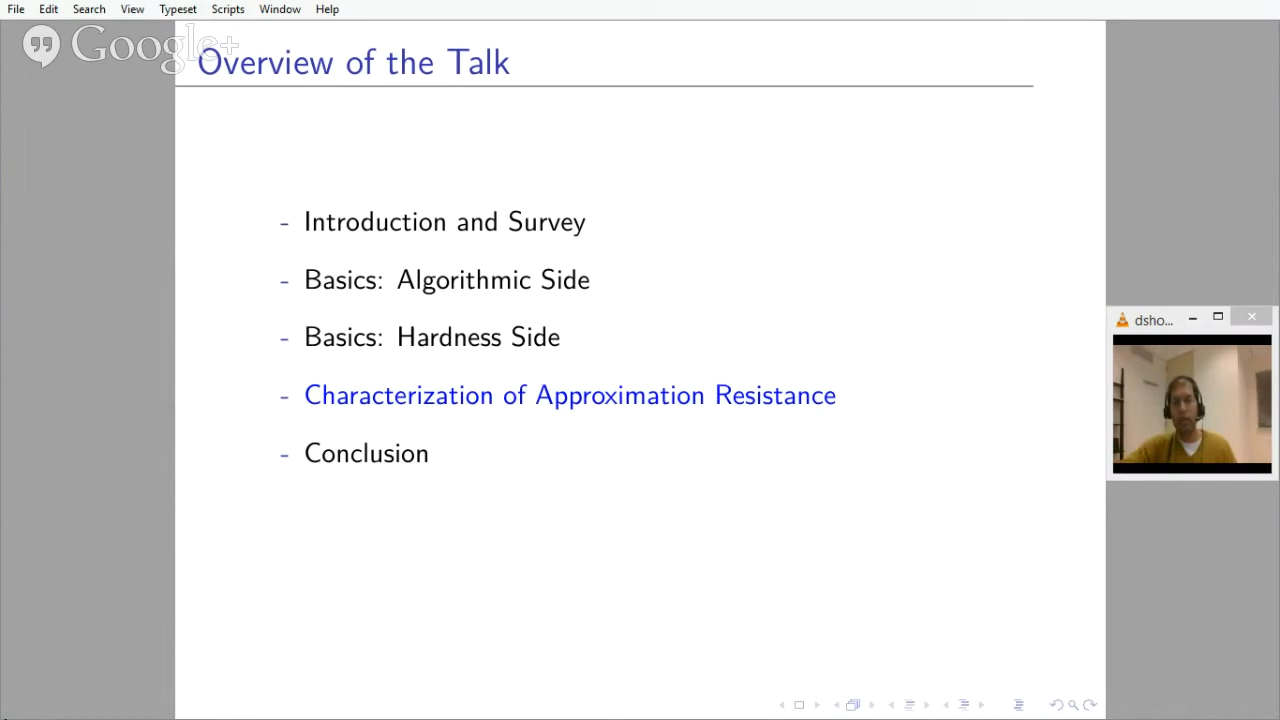 File Edit Search View Typeset Scripts Window Help
Google+
Overview of the Talk
- Introduction and Survey
- Basics: Algorithmic Side
- Basics: Hardness Side
dsho...
- Characterization of Approximation Resistance
- Conclusion